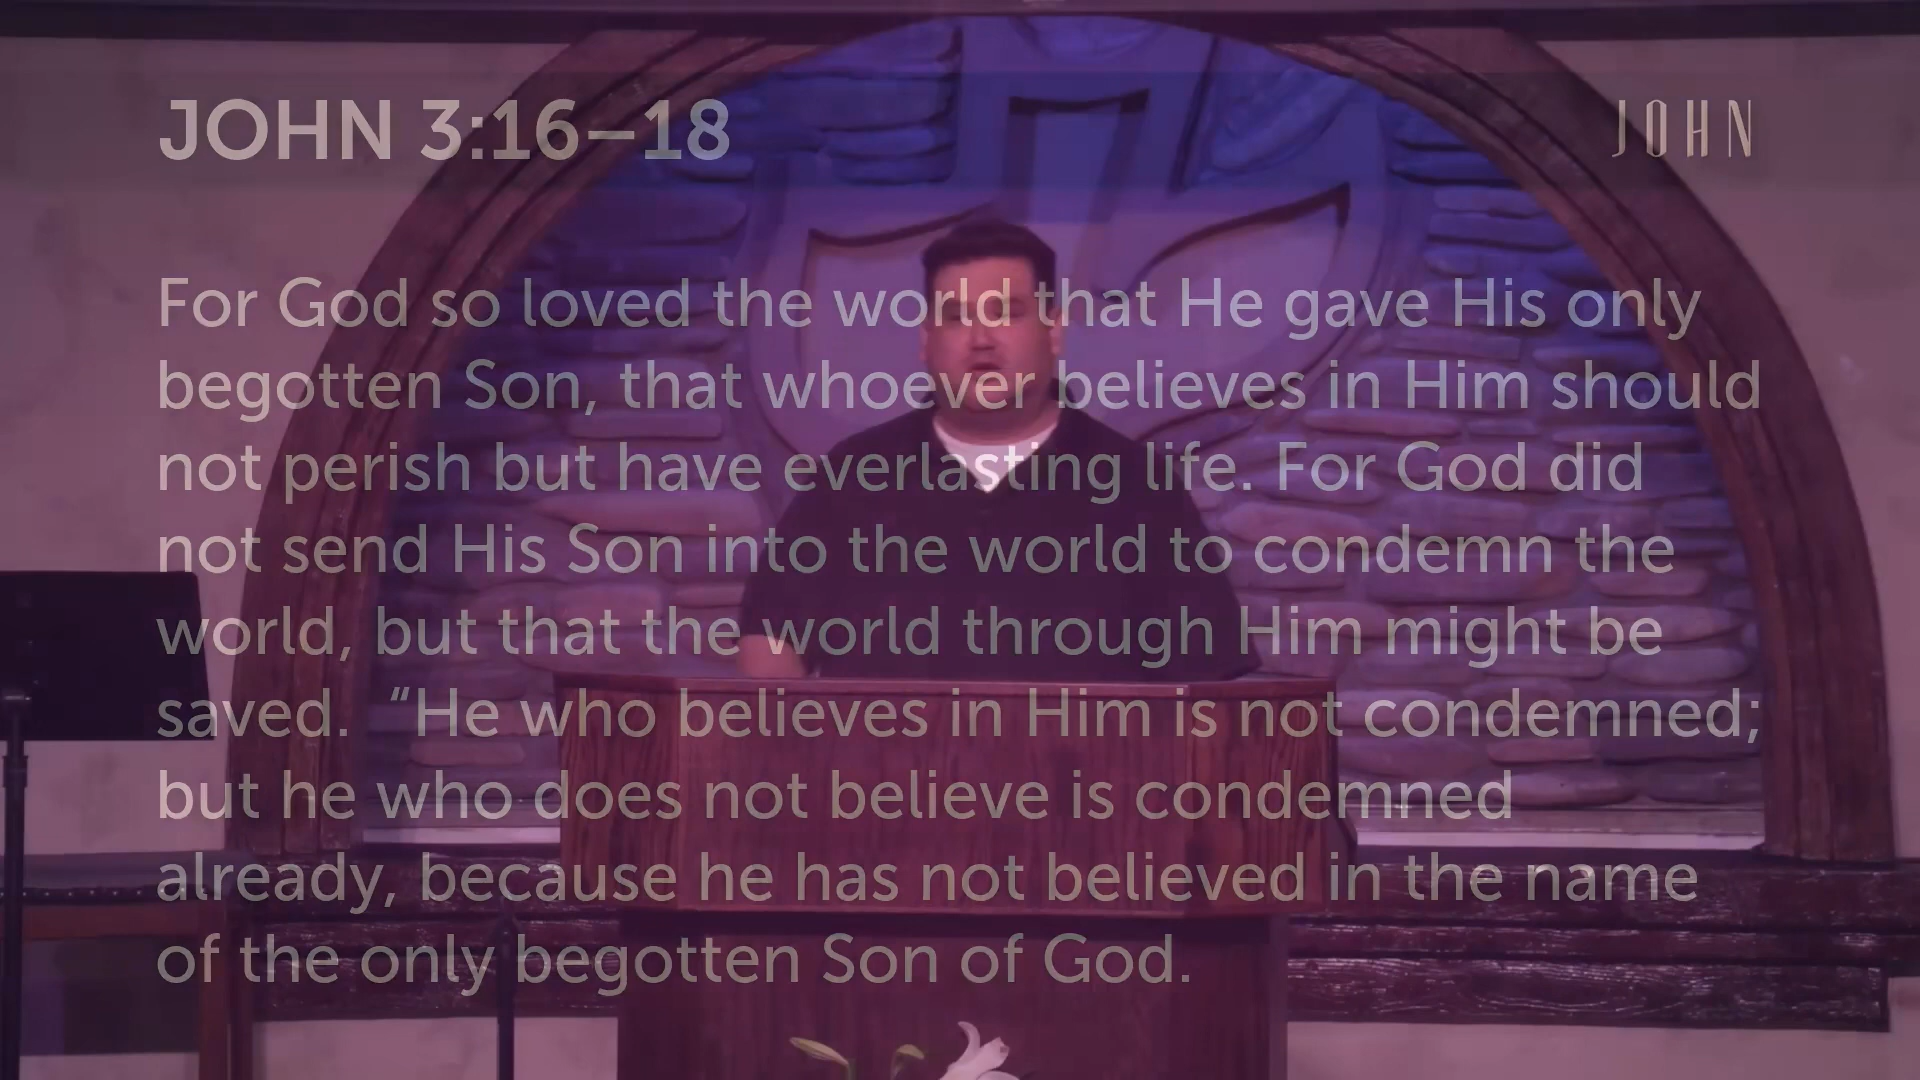 JOHN 3:16–18
JOHN
For God so loved the world that He gave His only
begotten Son, that whoever believes in Him should
not perish but have everlasting life. For God did
not send His Son into the world to condemn the
world, but that the world through Him might be
saved.  “He who believes in Him is not condemned;
but he who does not believe is condemned
already, because he has not believed in the name
of the only begotten Son of God.